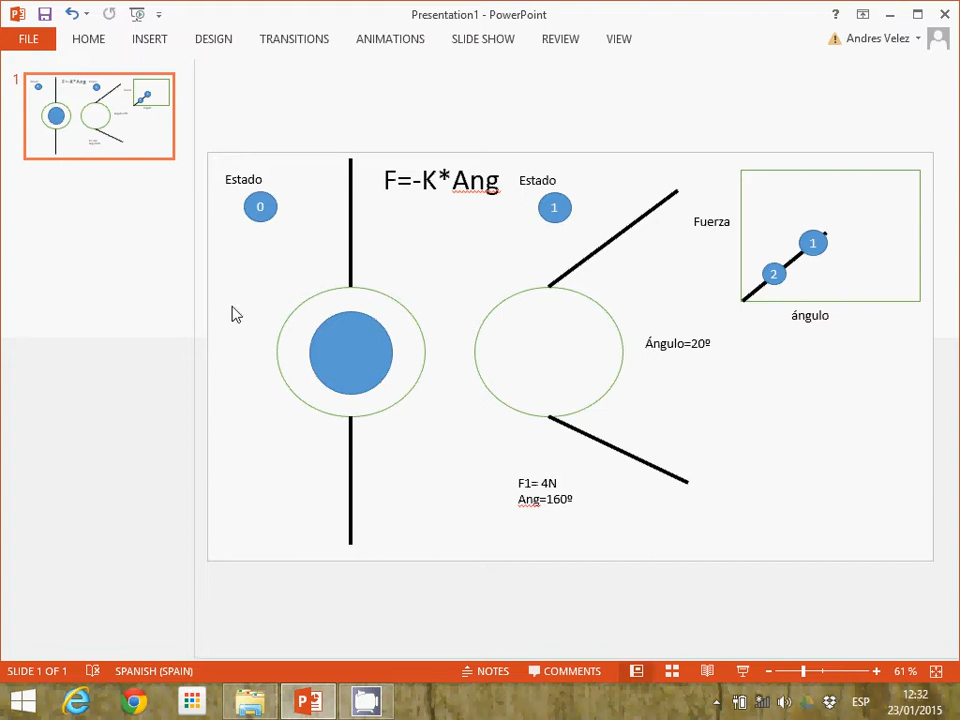 Presentation1 - PowerPoint
?
FILE HOME INSERT DESIGN TRANSITIONS ANIMATIONS SLIDE SHOW REVIEW VIEW
Andres Velez
1
Estado
0
F=-K*Ang
Estado
1
Fuerza
1
2
ángulo
Ángulo=20º
F1= 4N
Ang=160º
SLIDE 1 OF 1 SPANISH (SPAIN) NOTES COMMENTS 61 %
ESP
12:32
23/01/2015